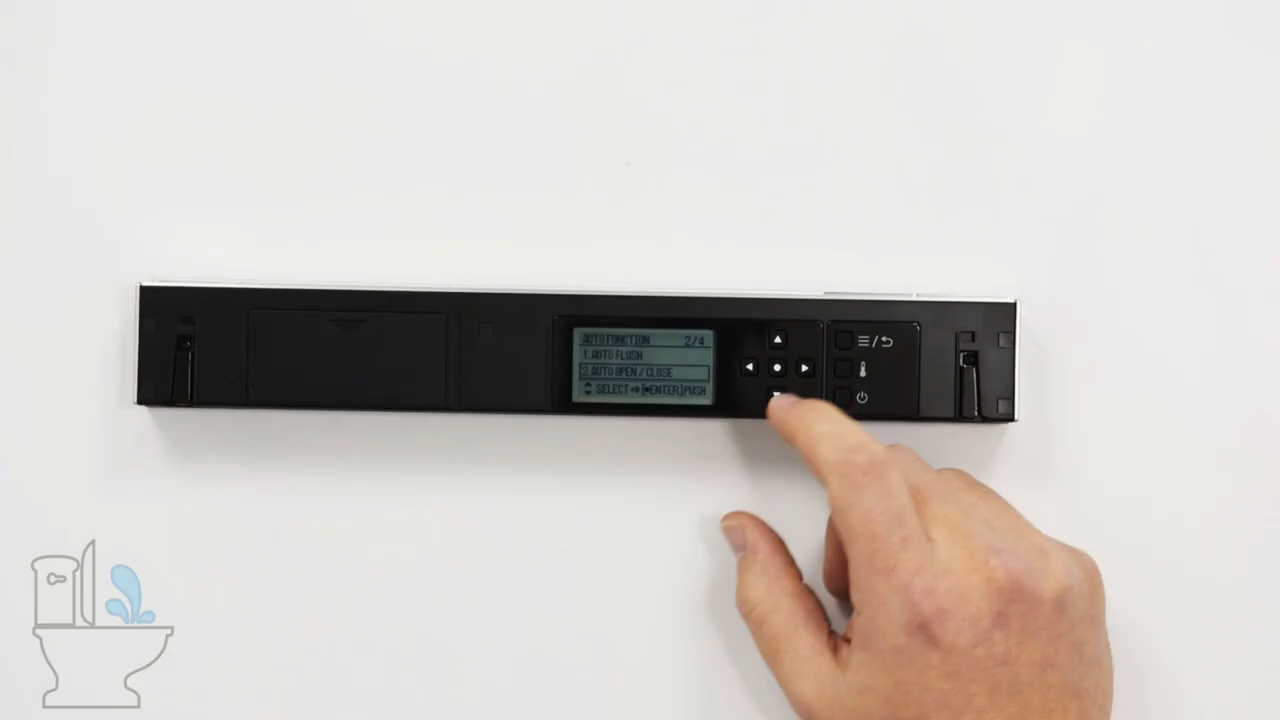 AUTO FUNCTION 2/4
1.AUTO FLUSH
2.AUTO OPEN/CLOSE
SELECT⇒[●ENTER]PUSH